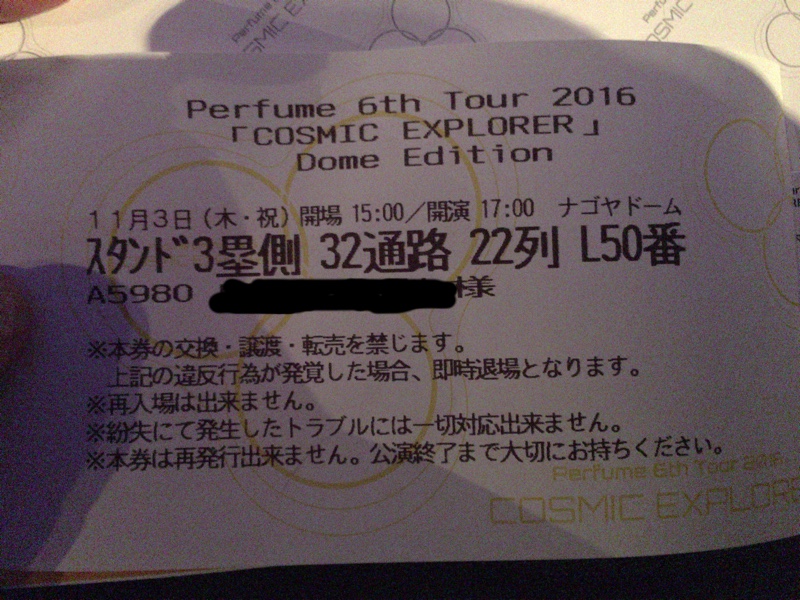 Perfume 6th Tour 2016
「COSMIC EXPLORER」
Dome Edition
11月3日(木・祝)開場 15:00/開演 17:00 ナゴヤドーム
ｽﾀﾝﾄﾞ3塁側 32通路 22列 L50番
A5980 様
※本券の交換・譲渡・転売を禁じます。
上記の違反行為が発覚した場合、即時退場となります。
※再入場は出来ません。
※紛失にて発生したトラブルには一切対応出来ません。
※本券は再発行出来ません。公演終了まで大切にお持ちください。
Perfume 6th Tour 2016
COSMIC EXPLORER